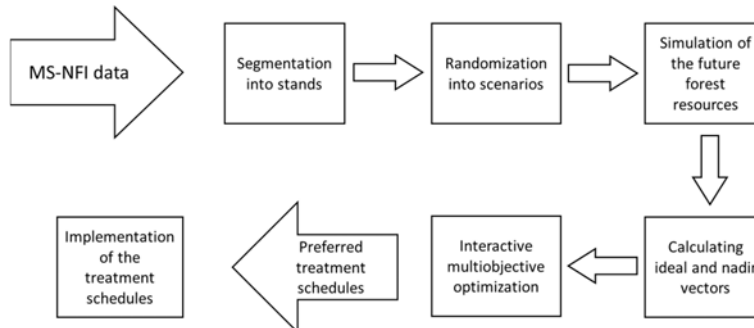 MS-NFI data
Segmentation
into stands
Randomization
into scenarios
Simulation of
the future
forest
resources
Calculating
ideal and nadir
vectors
Interactive
multiobjective
optimization
Preferred
treatment
schedules
Implementation
of the
treatment
schedules